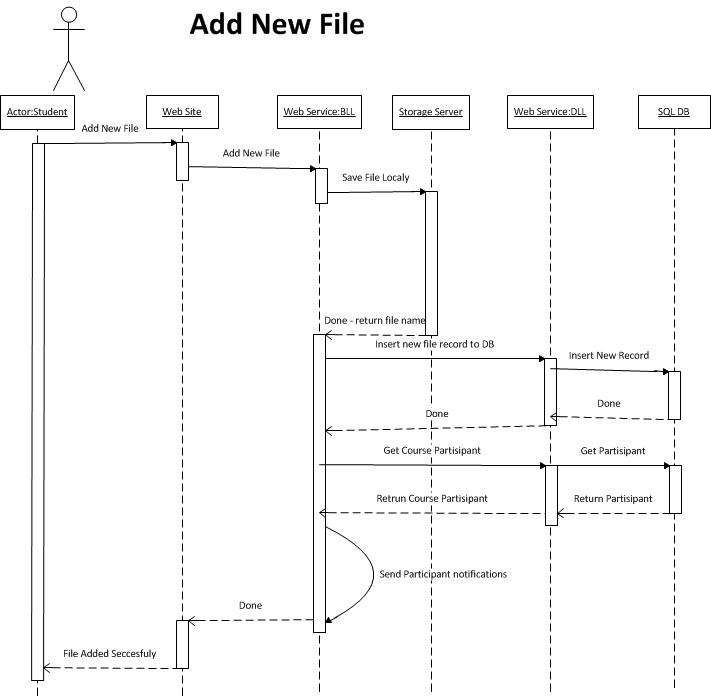 Add New File
Actor:Student
Web Site
Web Service:BLL
Storage Server
Web Service:DLL
SQL DB
Add New File
Add New File
Save File Localy
Done - return file name
Insert new file record to DB
Insert New Record
Done
Done
Get Course Partisipant
Get Partisipant
Retrun Course Partisipant
Return Partisipant
Send Participant notifications
Done
File Added Seccesfuly